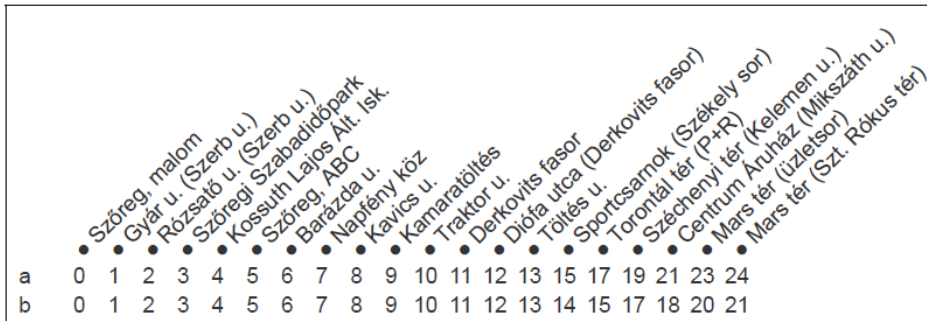 Szőreg, malom
Gyár u. (Szerb u.)
Rózsatő u. (Szerb u.)
Szőregi Szabadidőpark
Kossuth Lajos Ált. Isk.
Szőreg, ABC
Barázda u.
Napfény köz
Kavics u.
Kamaratöltés
Traktor u.
Derkovits fasor
Diófa utca (Derkovits fasor)
Töltés u.
Sportcsarnok (Székely sor)
Torontál tér (P+R)
Széchenyi tér (Kelemen u.)
Centrum Áruház (Mikszáth u.)
Mars tér (üzletsor)
Mars tér (Szt. Rókus tér)
a 0 1 2 3 4 5 6 7 8 9 10 11 12 13 15 17 19 21 23 24
b 0 1 2 3 4 5 6 7 8 9 10 11 12 13 14 15 17 18 20 21